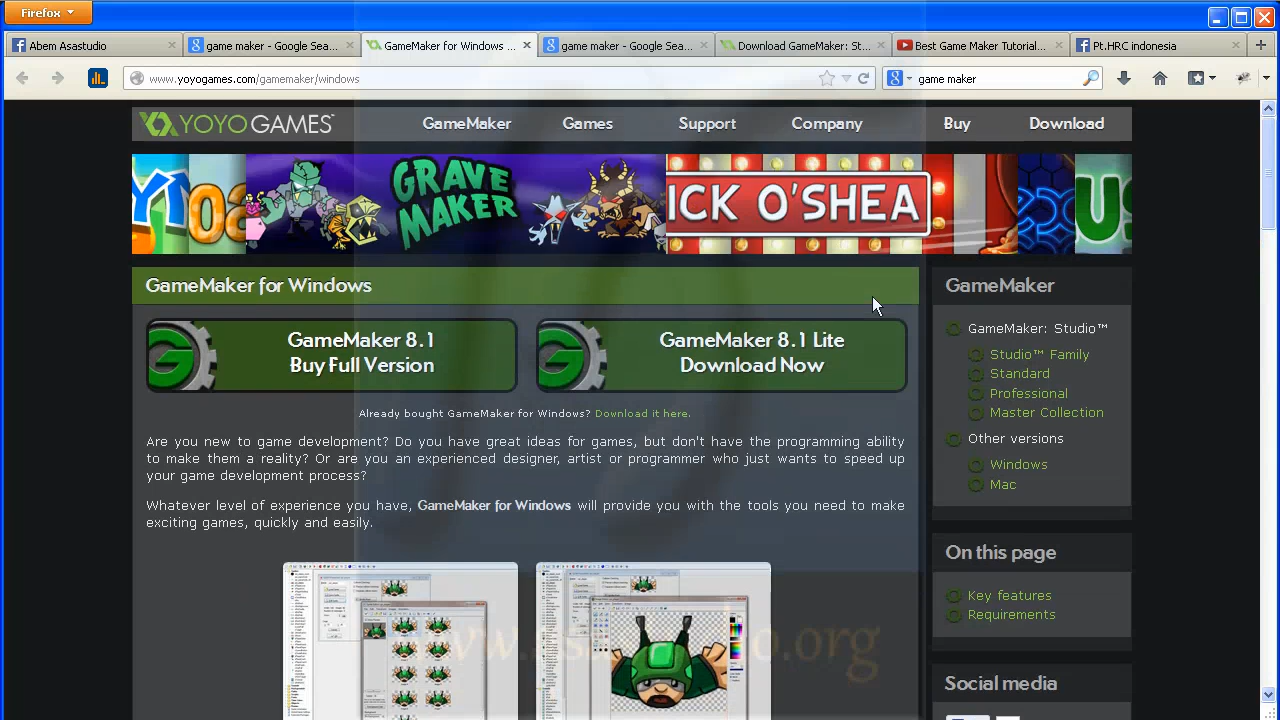 Firefox
Abem Asastudio
game maker - Google Sea...
GameMaker for Windows ...
game maker - Google Sea...
Download GameMaker: St...
Best Game Maker Tutorial...
Pt.HRC indonesia
www.yoyogames.com/gamemaker/windows
game maker
YOYOGAMES™
GameMaker
Games
Support
Company
Buy
Download
GRAVE
MAKER
ICK O'SHEA
GameMaker for Windows
GameMaker 8.1
Buy Full Version
GameMaker 8.1 Lite
Download Now
Already bought GameMaker for Windows? Download it here.
Are you new to game development? Do you have great ideas for games, but don't have the programming ability
to make them a reality? Or are you an experienced designer, artist or programmer who just wants to speed up
your game development process?
Whatever level of experience you have, GameMaker for Windows will provide you with the tools you need to make
exciting games, quickly and easily.
GameMaker
GameMaker: Studio™
Studio™ Family
Standard
Professional
Master Collection
Other versions
Windows
Mac
On this page
Key features
Requirements
Social media